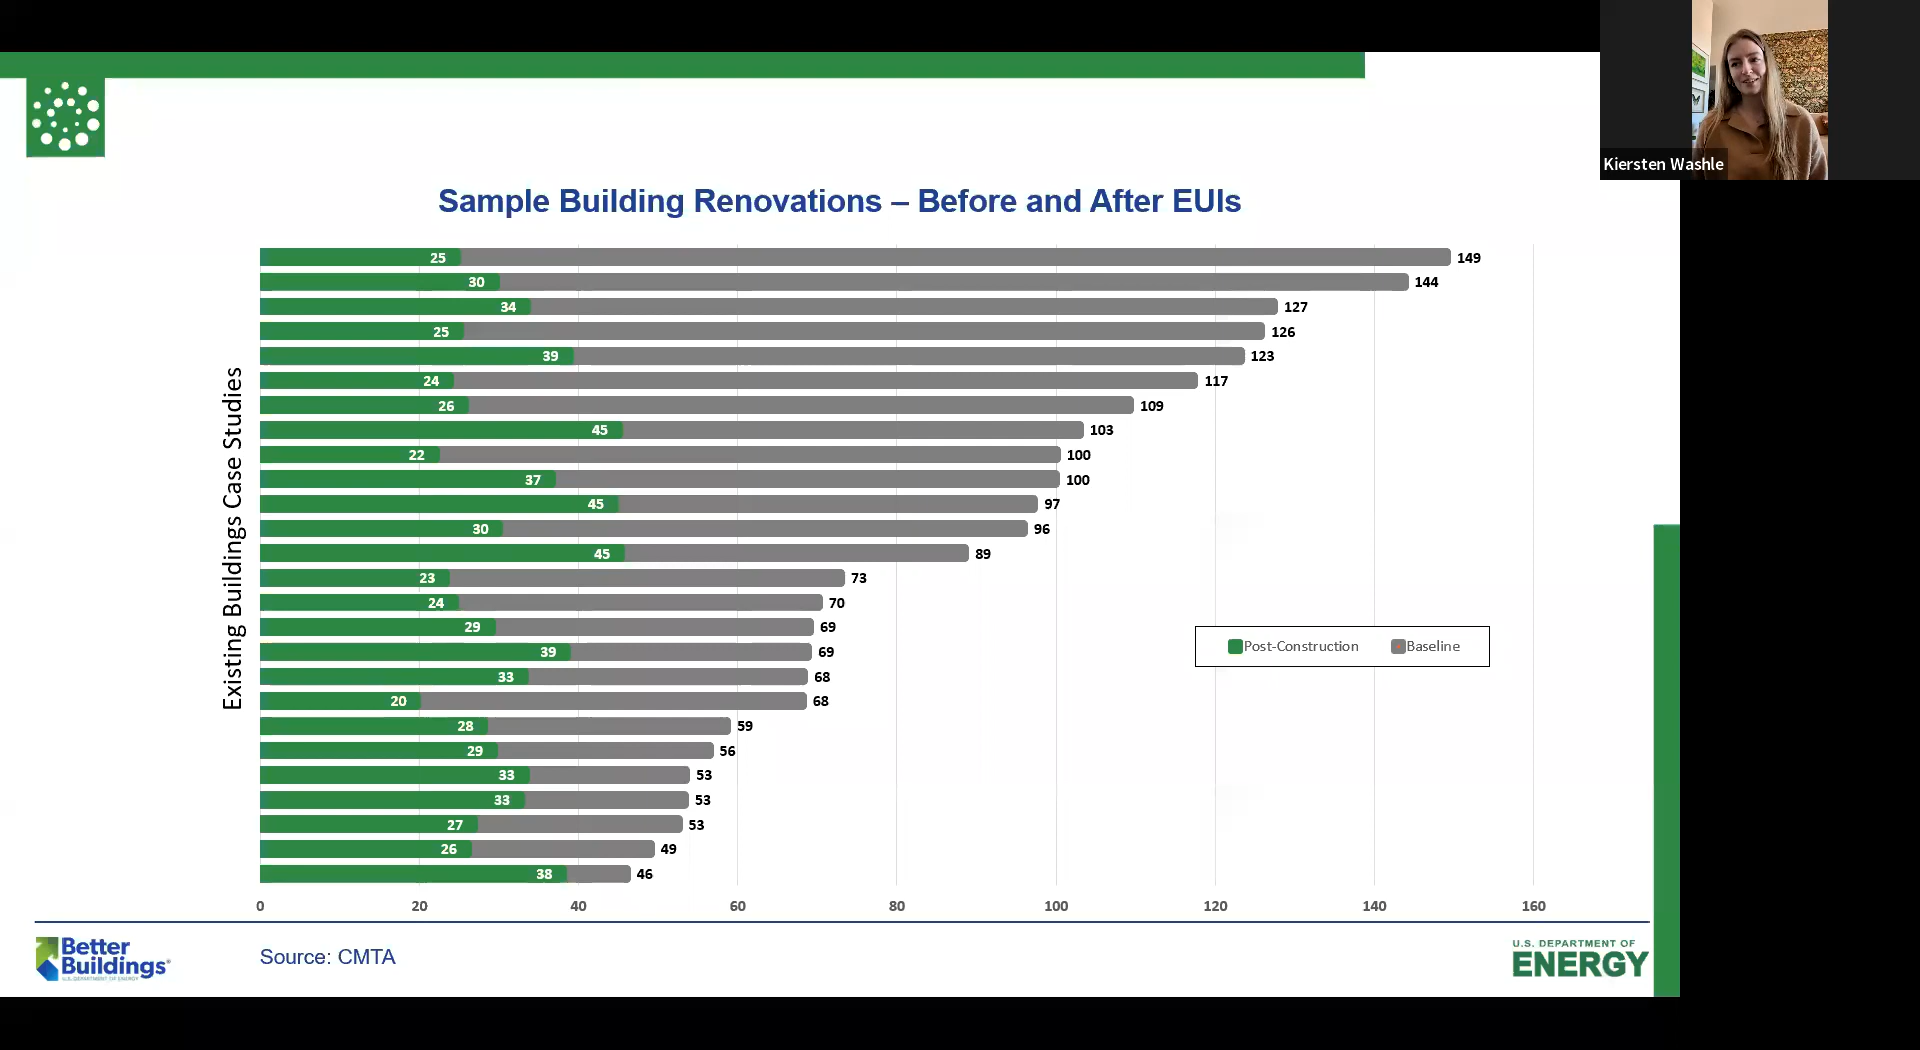 Kiersten Washle
Sample Building Renovations – Before and After EUIs
Existing Buildings Case Studies
25 149
30 144
34 127
25 126
39 123
24 117
26 109
45 103
22 100
37 100
45 97
30 96
45 89
23 73
24 70
29 69
39 69
33 68
20 68
28 59
29 56
33 53
33 53
27 53
26 49
38 46
Post-Construction Baseline
0 20 40 60 80 100 120 140 160
Better
Buildings®
U.S. DEPARTMENT OF ENERGY
Source: CMTA
U.S. DEPARTMENT OF
ENERGY